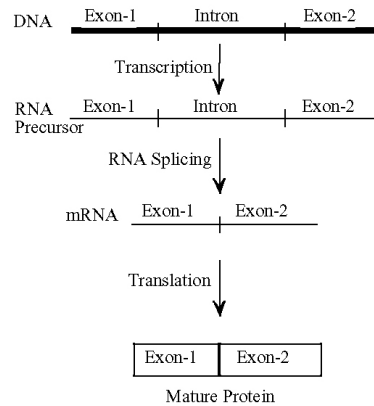 DNA Exon-1 Intron Exon-2
Transcription
RNA Precursor Exon-1 Intron Exon-2
RNA Splicing
mRNA Exon-1 Exon-2
Translation
Exon-1 Exon-2
Mature Protein